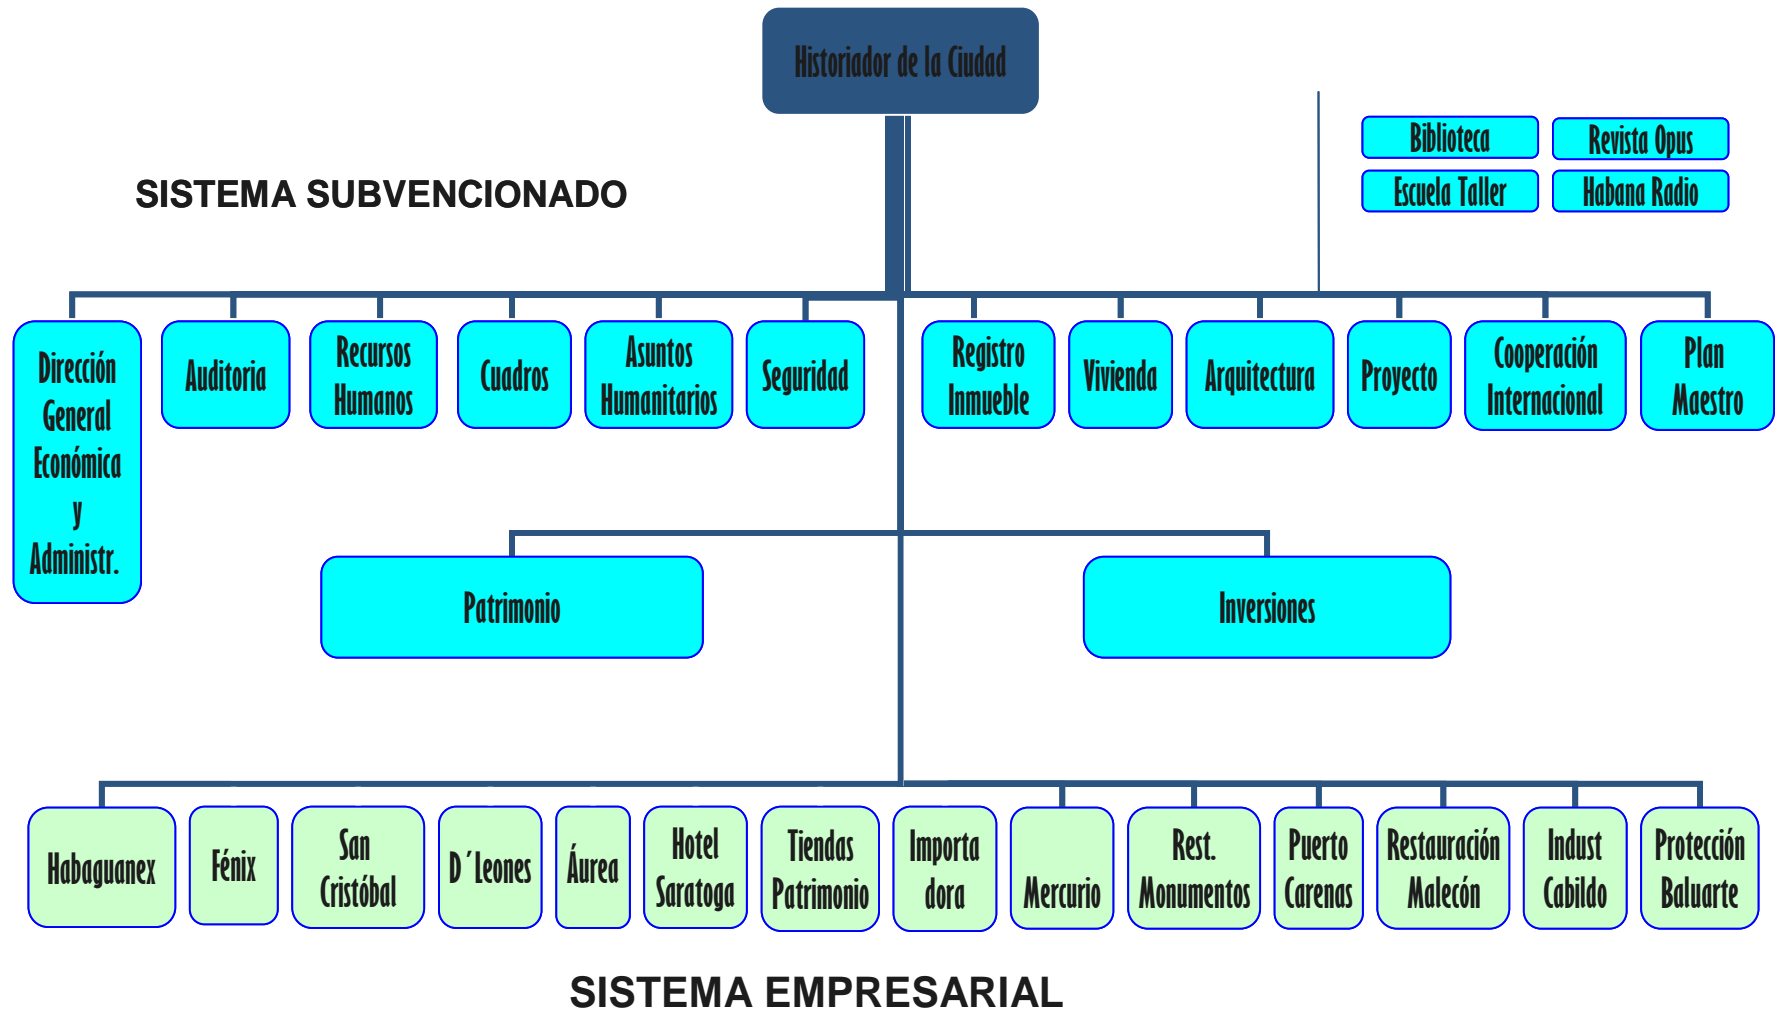 Historiador de la Ciudad
Biblioteca
Revista Opus
Escuela Taller
Habana Radio
SISTEMA SUBVENCIONADO
Dirección
General
Económica
y
Administr.
Auditoria
Recursos
Humanos
Cuadros
Asuntos
Humanitarios
Seguridad
Registro
Inmueble
Vivienda
Arquitectura
Proyecto
Cooperación
Internacional
Plan
Maestro
Patrimonio
Inversiones
Habaguanex
Fénix
San
Cristóbal
D´Leones
Áurea
Hotel
Saratoga
Tiendas
Patrimonio
Importa
dora
Mercurio
Rest.
Monumentos
Puerto
Carenas
Restauración
Malecón
Indust
Cabildo
Protección
Baluarte
SISTEMA EMPRESARIAL